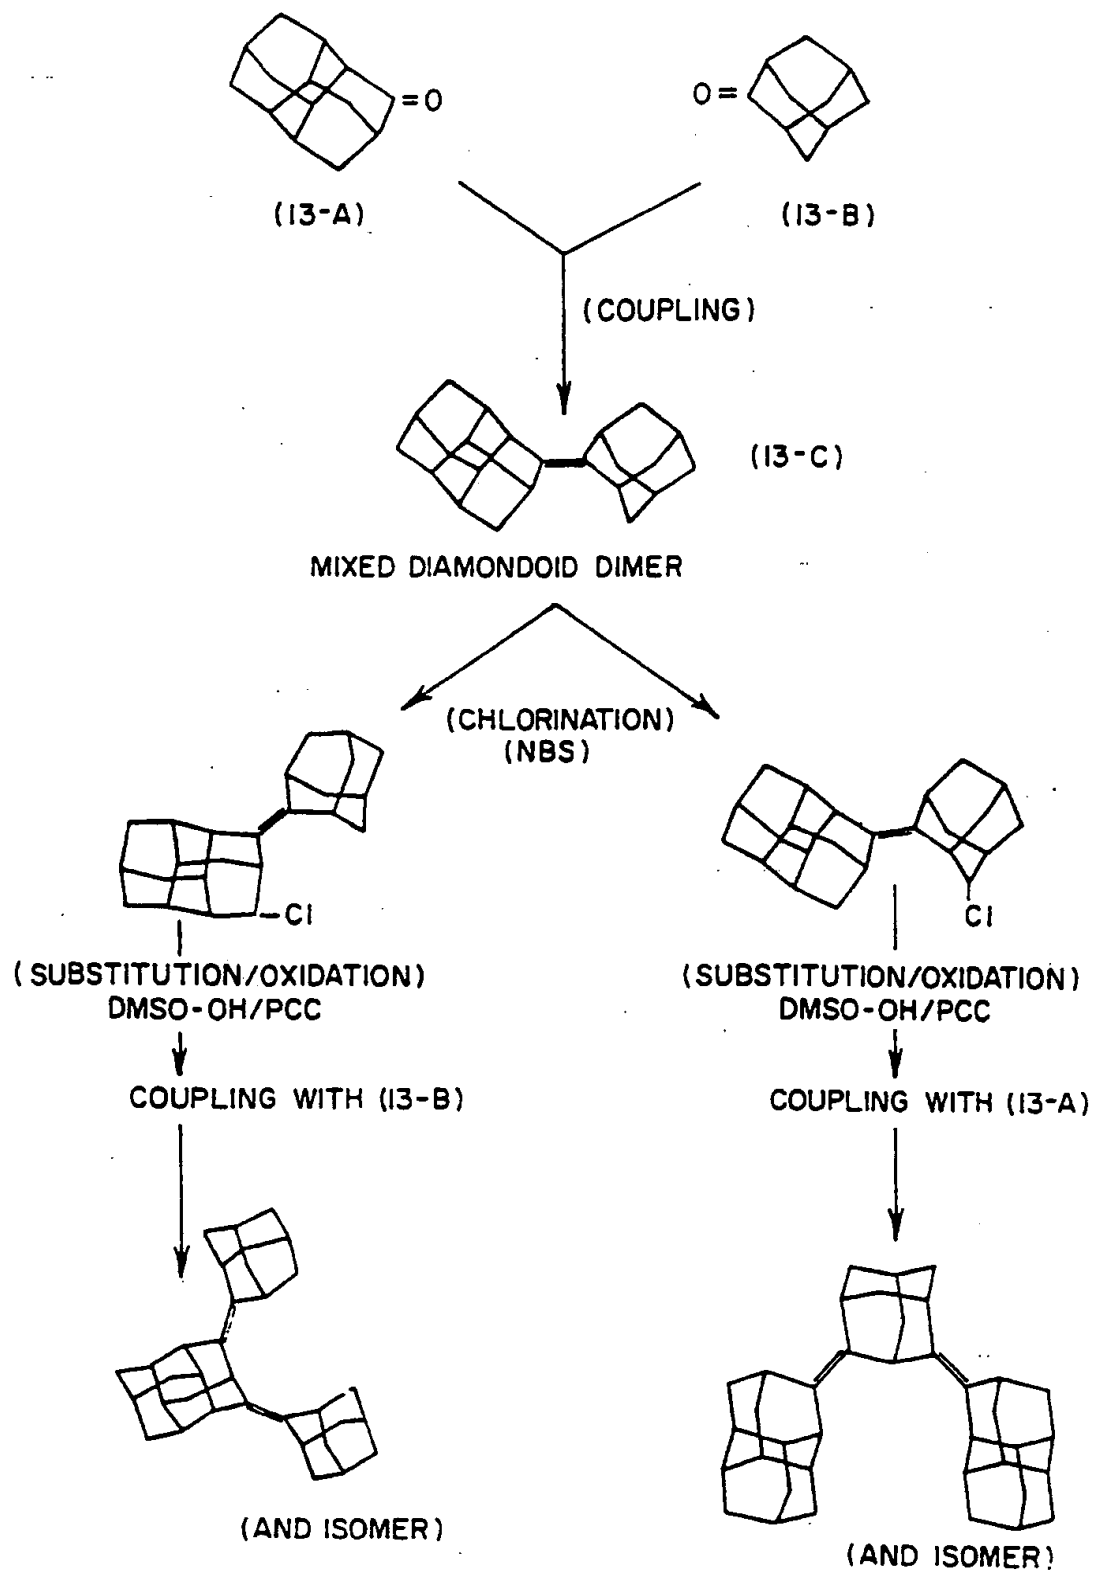 =O
O=
(13-A)
(13-B)
(COUPLING)
(13-C)
MIXED DIAMONDOID DIMER
(CHLORINATION)
(NBS)
-Cl
Cl
(SUBSTITUTION/OXIDATION)
DMSO-OH/PCC
(SUBSTITUTION/OXIDATION)
DMSO-OH/PCC
COUPLING WITH (13-B)
COUPLING WITH (13-A)
(AND ISOMER)
(AND ISOMER)